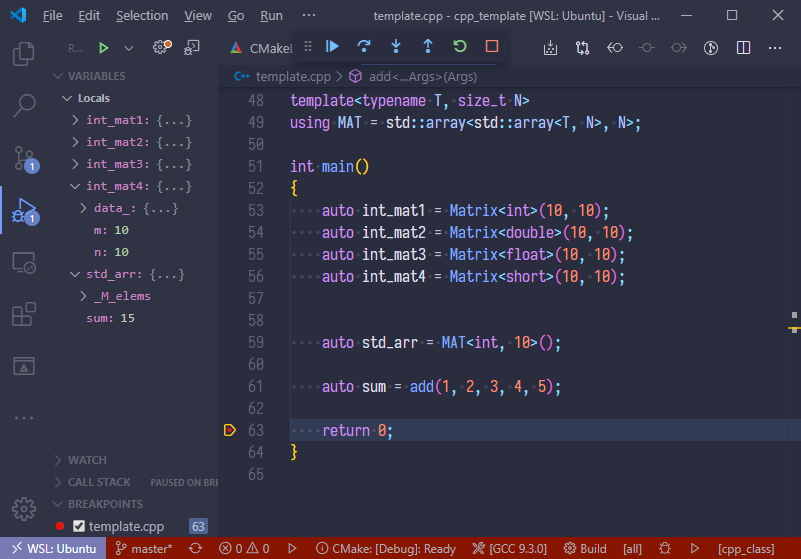 File Edit Selection View Go Run ··· template.cpp - cpp_template [WSL: Ubuntu] - Visual ...
R... CMakeL
VARIABLES
Locals
int_mat1: {...}
int_mat2: {...}
int_mat3: {...}
int_mat4: {...}
data_: {...}
m: 10
n: 10
std_arr: {...}
_M_elems
sum: 15
WATCH
CALL STACK PAUSED ON BRE
BREAKPOINTS
template.cpp 63
1
1
C++ template.cpp > add<...Args>(Args)
48 template<typename T, size_t N>
49 using MAT = std::array<std::array<T, N>, N>;
50
51 int main()
52 {
53 auto int_mat1 = Matrix<int>(10, 10);
54 auto int_mat2 = Matrix<double>(10, 10);
55 auto int_mat3 = Matrix<float>(10, 10);
56 auto int_mat4 = Matrix<short>(10, 10);
57
58
59 auto std_arr = MAT<int, 10>();
60
61 auto sum = add(1, 2, 3, 4, 5);
62
63 return 0;
64 }
65
WSL: Ubuntu master* 0 0 CMake: [Debug]: Ready [GCC 9.3.0] Build [all] [cpp_class]